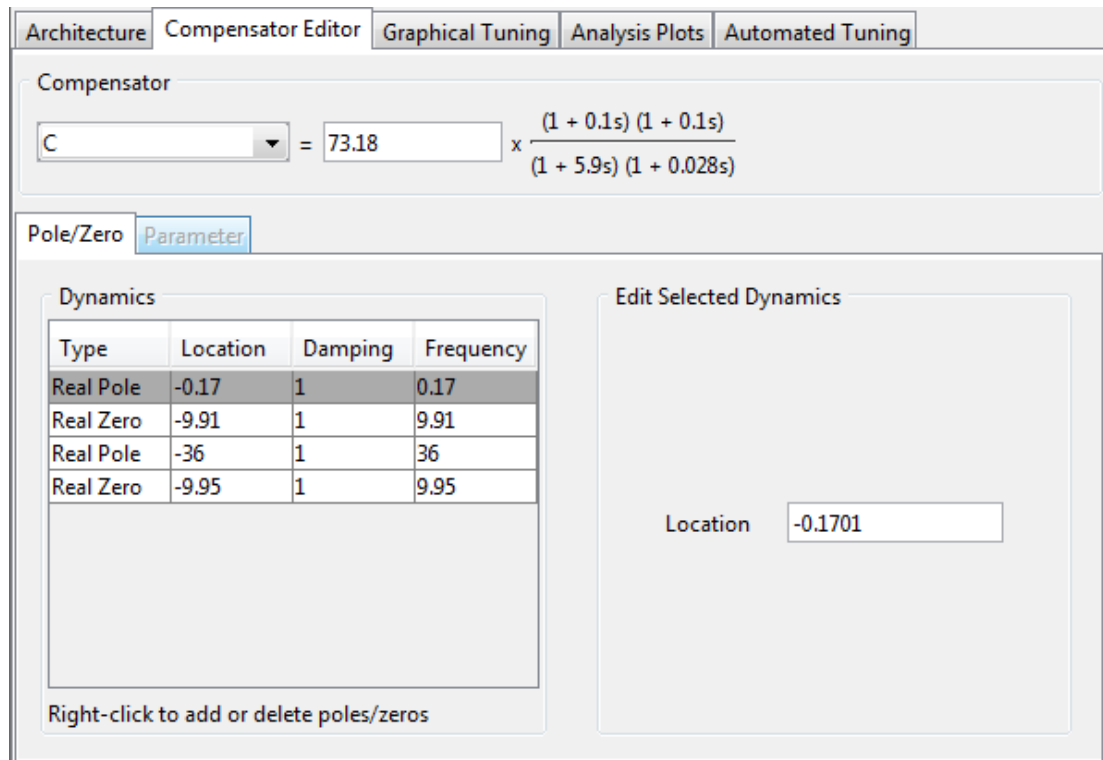 Architecture Compensator Editor Graphical Tuning Analysis Plots Automated Tuning
Compensator
(1 + 0.1s) (1 + 0.1s)
C = 73.18 x
(1 + 5.9s) (1 + 0.028s)
Pole/Zero Parameter
Dynamics Edit Selected Dynamics
Type Location Damping Frequency
Real Pole -0.17 1 0.17
Real Zero -9.91 1 9.91
Real Pole -36 1 36
Real Zero -9.95 1 9.95
Location -0.1701
Right-click to add or delete poles/zeros